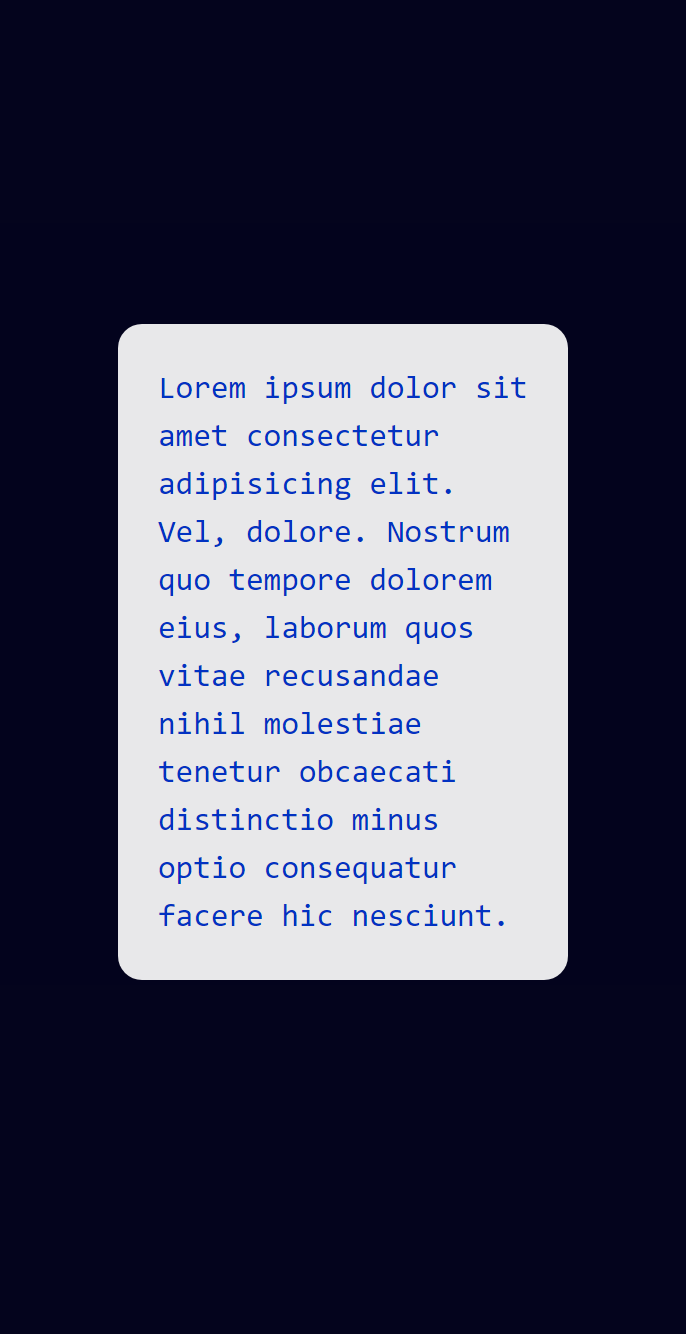 Lorem ipsum dolor sit
amet consectetur
adipisicing elit.
Vel, dolore. Nostrum
quo tempore dolorem
eius, laborum quos
vitae recusandae
nihil molestiae
tenetur obcaecati
distinctio minus
optio consequatur
facere hic nesciunt.